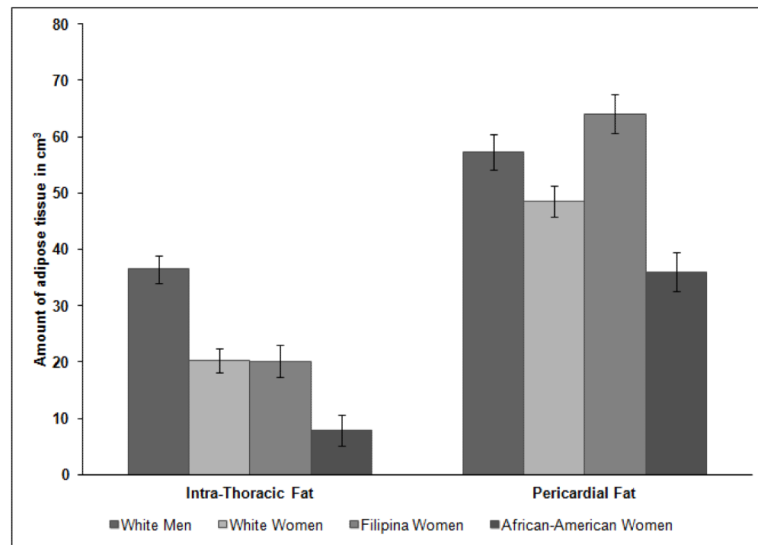 80
70
60
50
40
30
20
10
0
Amount of adipose tissue in cm³
Intra-Thoracic Fat
Pericardial Fat
White Men White Women Filipina Women African-American Women